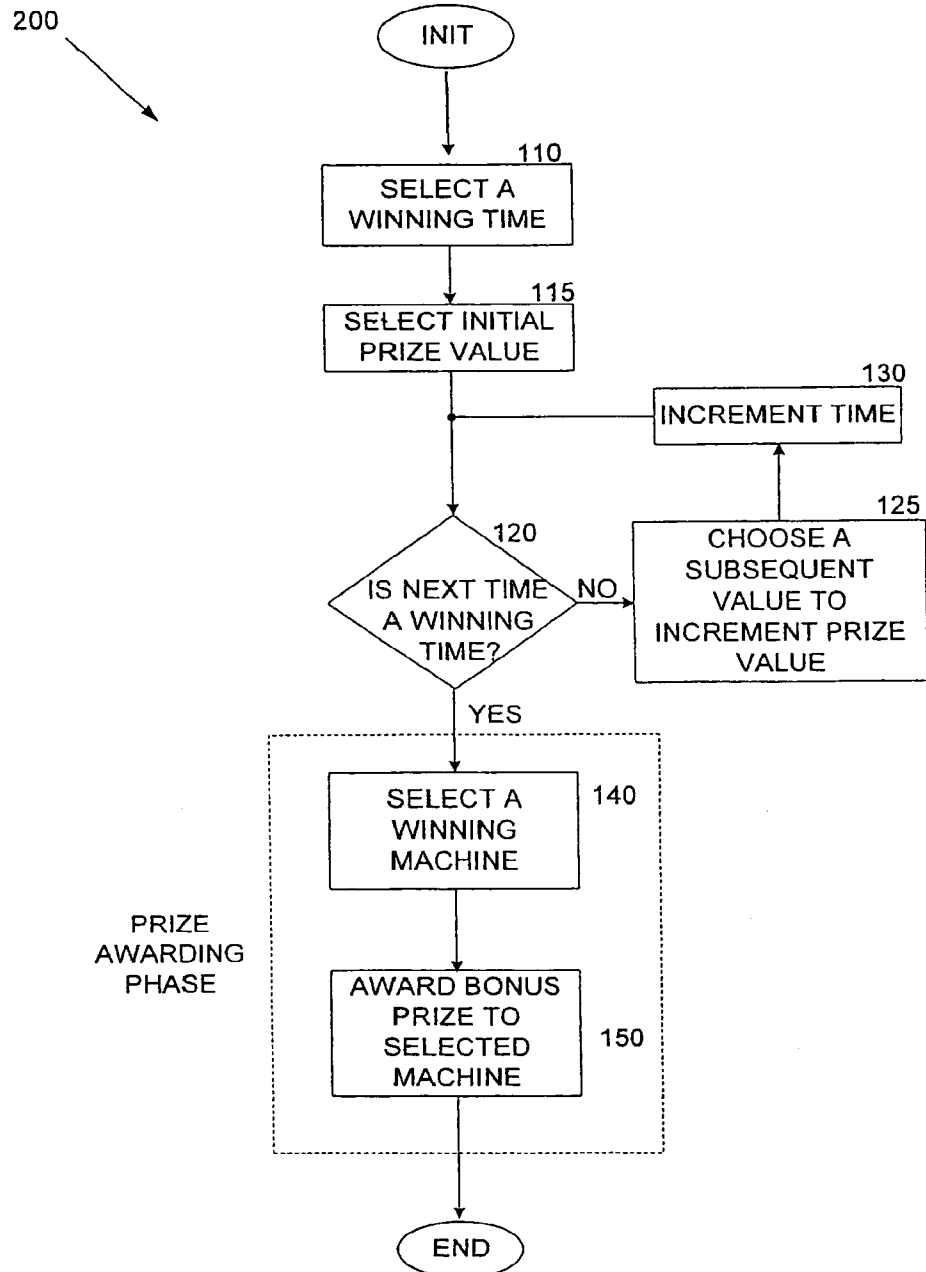 200
INIT
110
SELECT A
WINNING TIME
115
SELECT INITIAL
PRIZE VALUE
130
INCREMENT TIME
125
CHOOSE A
SUBSEQUENT
VALUE TO
INCREMENT PRIZE
VALUE
120
IS NEXT TIME
A WINNING
TIME?
NO
YES
140
SELECT A
WINNING
MACHINE
PRIZE
AWARDING
PHASE
AWARD BONUS
PRIZE TO
SELECTED
MACHINE
150
END